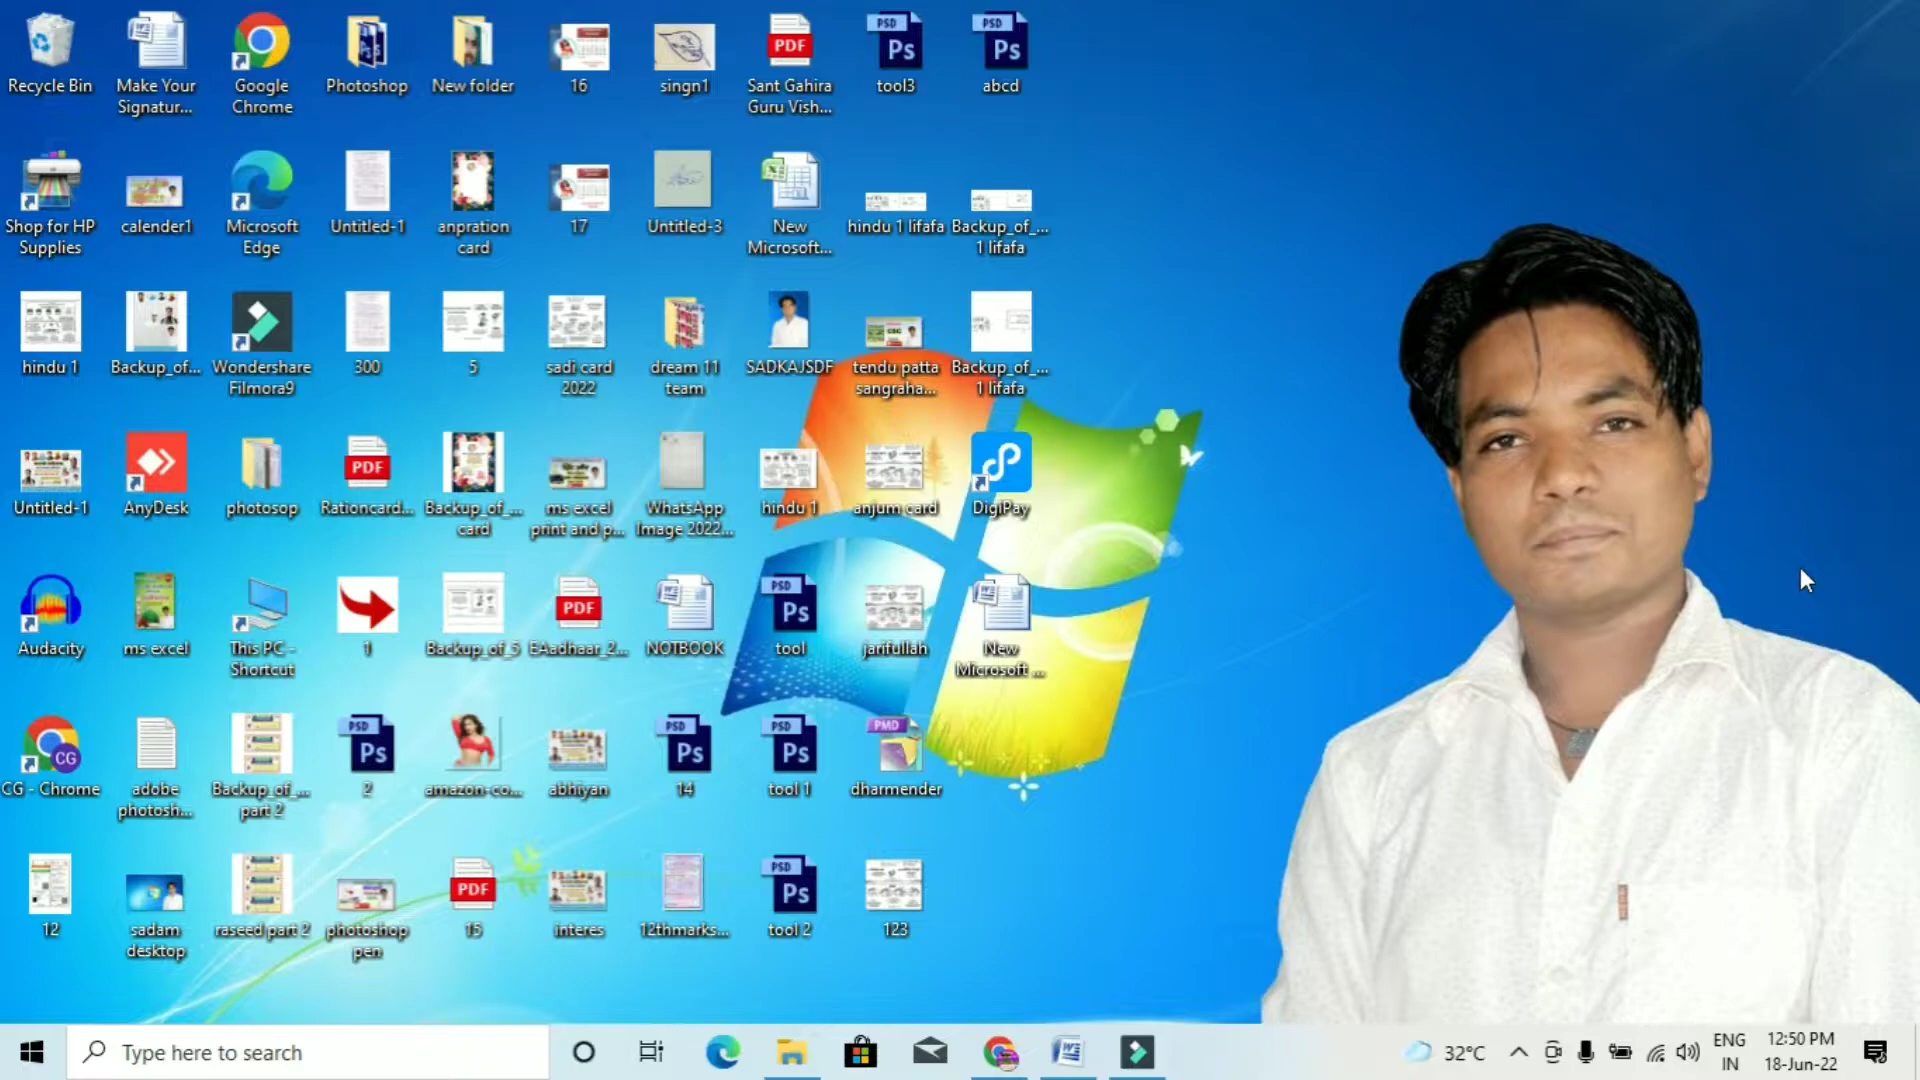 Recycle Bin
Make Your
Signatur...
Google
Chrome
Photoshop
New folder
16
singn1
PDF
Sant Gahira
Guru Vish...
PSD
Ps
tool3
PSD
Ps
abcd
Shop for HP
Supplies
calender1
Microsoft
Edge
Untitled-1
anpration
card
17
Untitled-3
New
Microsoft...
hindu 1 lifafa
Backup_of_...
1 lifafa
hindu 1
Backup_of...
Wondershare
Filmora9
300
5
sadi card
2022
dream 11
team
SADKAJSDF
tendu patta
sangraha...
Backup_of_...
1 lifafa
Untitled-1
AnyDesk
photosop
PDF
Rationcard...
Backup_of_...
card
ms excel
print and p...
WhatsApp
Image 2022...
hindu 1
anjum card
DigiPay
Audacity
ms excel
This PC -
Shortcut
1
Backup_of_5
PDF
EAadhaar_2...
NOTBOOK
PSD
Ps
tool
jarifullah
New
Microsoft ...
CG
CG - Chrome
adobe
photosh...
Backup_of_...
part 2
PSD
Ps
2
amazon-co...
abhiyan
PSD
Ps
14
PSD
Ps
tool 1
PMD
dharmender
12
sadam
desktop
raseed part 2
photoshop
pen
PDF
15
interes
12thmarks...
PSD
Ps
tool 2
123
Type here to search
32°C
ENG
IN
12:50 PM
18-Jun-22